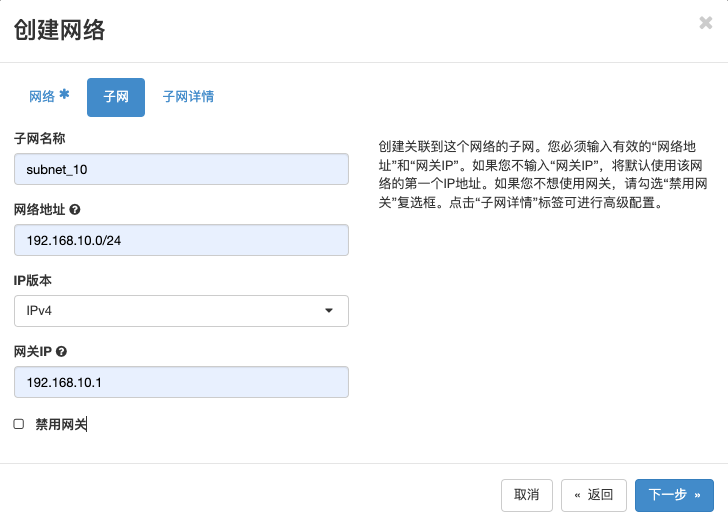 创建网络
×
网络 *
子网
子网详情
子网名称
subnet_10
网络地址
192.168.10.0/24
IP版本
IPv4
网关IP
192.168.10.1
禁用网关
创建关联到这个网络的子网。您必须输入有效的“网络地
址”和“网关IP”。如果您不输入“网关IP”，将默认使用该网
络的第一个IP地址。如果您不想使用网关，请勾选“禁用网
关”复选框。点击“子网详情”标签可进行高级配置。
取消
« 返回
下一步 »